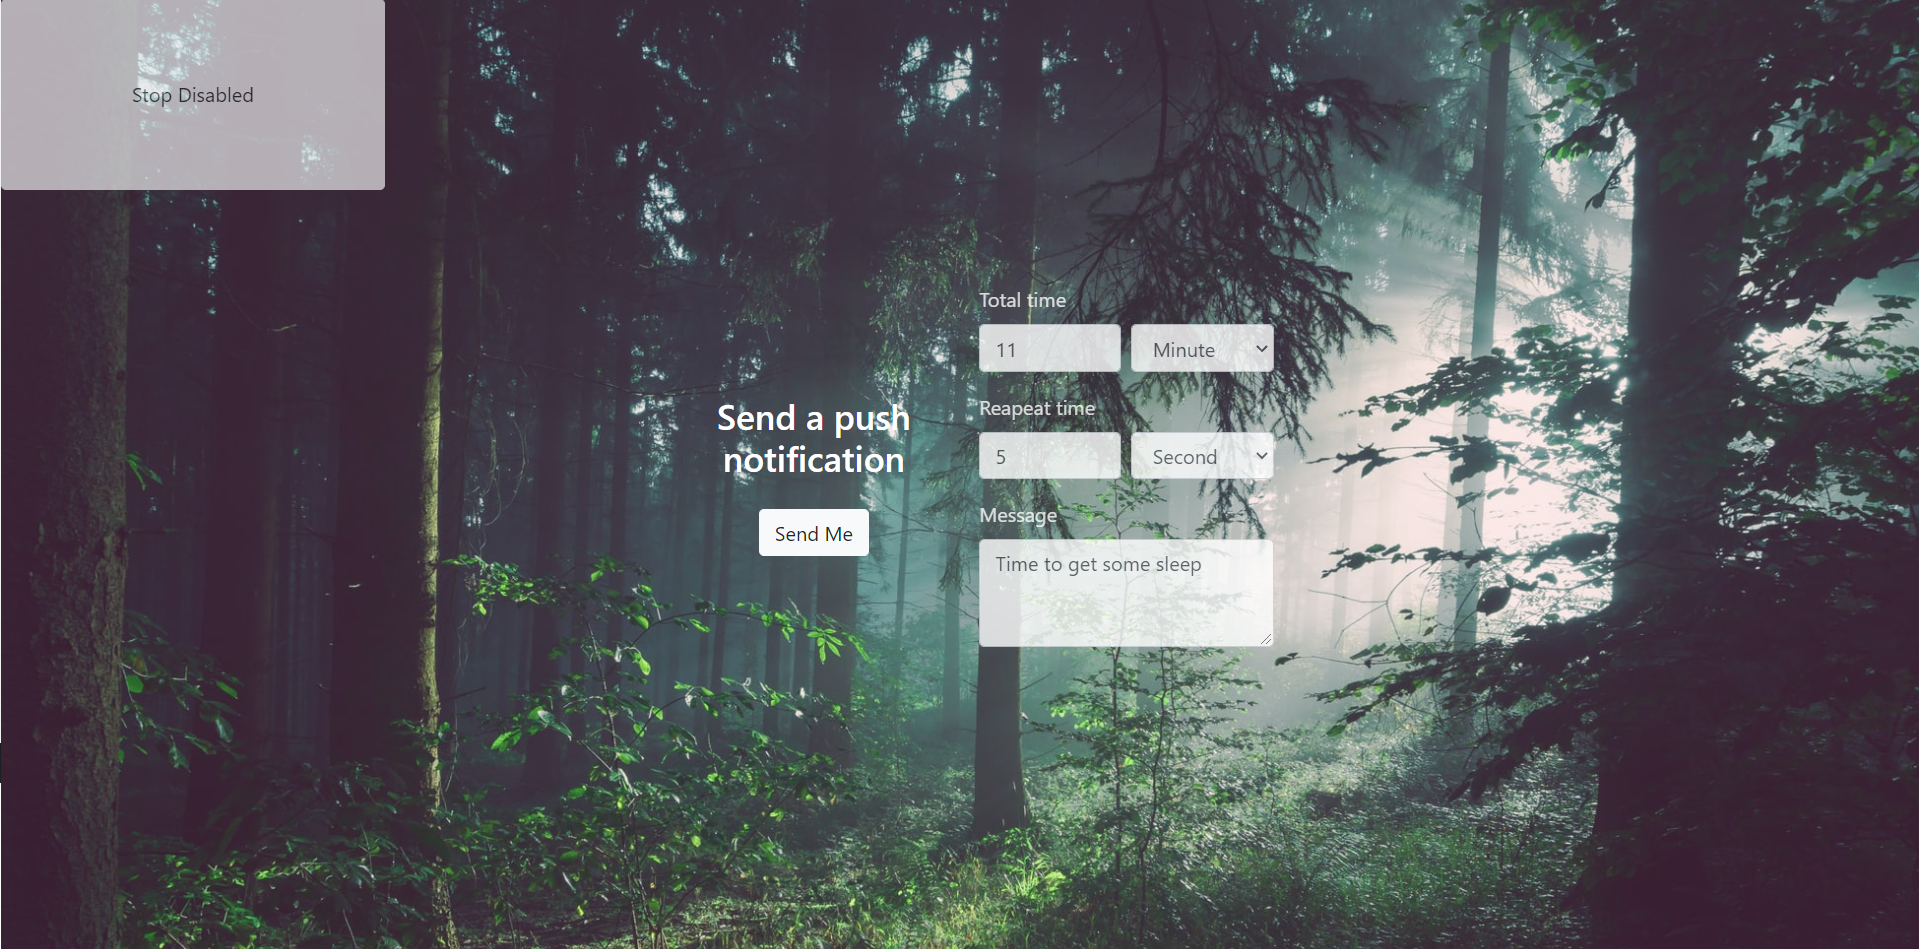 Stop Disabled
Total time
11 Minute
Reapeat time
5 Second
Send a push
notification
Send Me
Message
Time to get some sleep